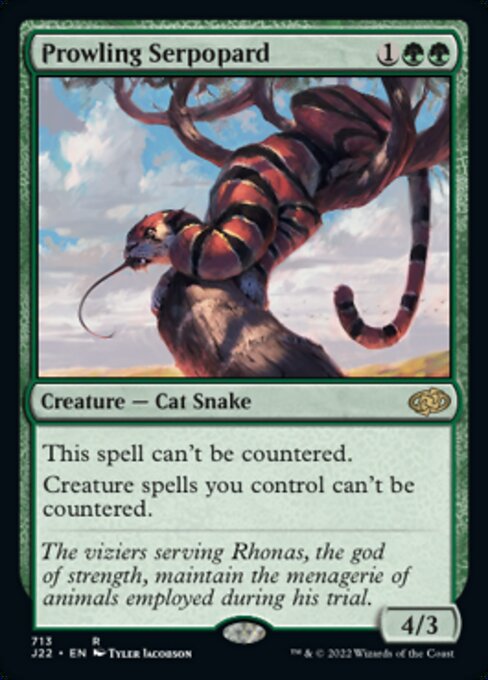 Prowling Serpopard 1
Creature — Cat Snake
This spell can't be countered.
Creature spells you control can't be
countered.
The viziers serving Rhonas, the god
of strength, maintain the menagerie of
animals employed during his trial.
4/3
713 R
J22 • EN Tyler Jacobson ™ & © 2022 Wizards of the Coast